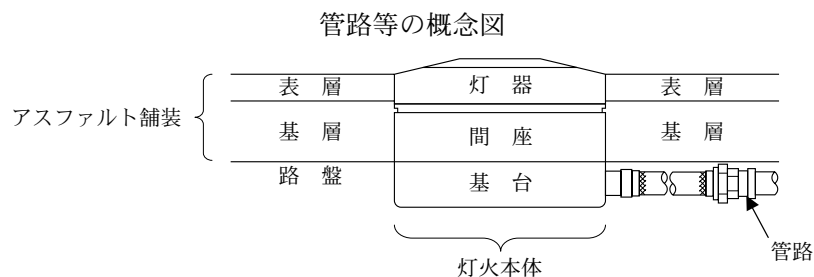 管路等の概念図
表 層 灯 器 表 層
アスファルト舗装
基 層 間 座 基 層
路 盤 基 台
管路
灯火本体